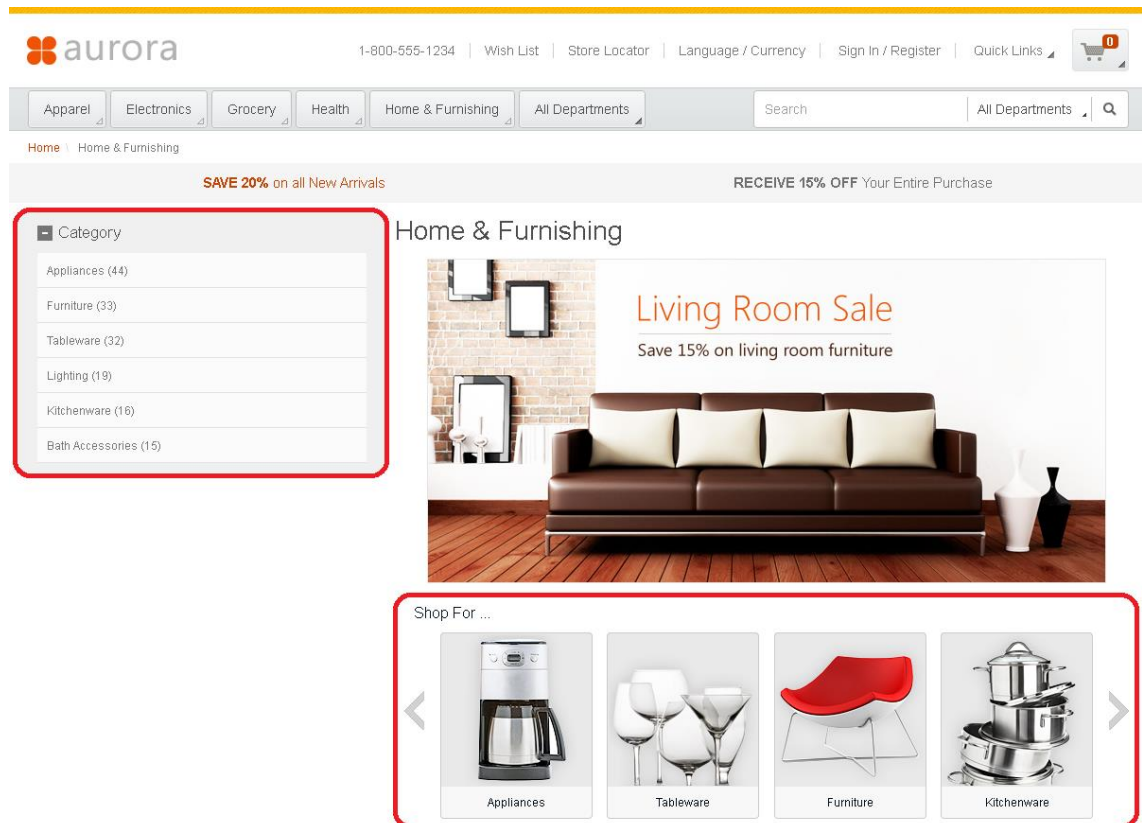 aurora
1-800-555-1234 | Wish List | Store Locator | Language / Currency | Sign In / Register | Quick Links 0
Apparel Electronics Grocery Health Home & Furnishing All Departments Search All Departments
Home \ Home & Furnishing
SAVE 20% on all New Arrivals RECEIVE 15% OFF Your Entire Purchase
Category
Appliances (44)
Furniture (33)
Tableware (32)
Lighting (19)
Kitchenware (16)
Bath Accessories (15)
Home & Furnishing
Living Room Sale
Save 15% on living room furniture
Shop For ...
Appliances Tableware Furniture Kitchenware